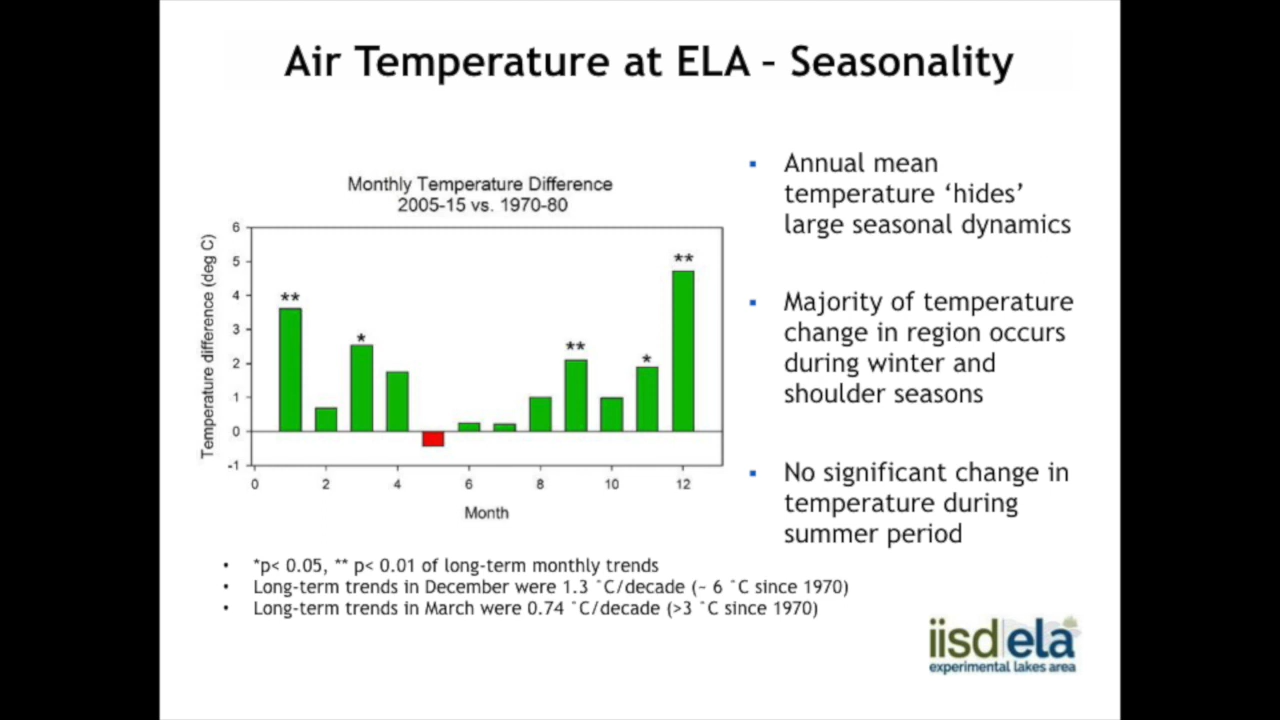 Air Temperature at ELA – Seasonality
Monthly Temperature Difference
2005-15 vs. 1970-80
Temperature difference (deg C)
6
5
4
3
2
1
0
-1
**
*
**
*
**
0 2 4 6 8 10 12
Month
▪ Annual mean
temperature ‘hides’
large seasonal dynamics
▪ Majority of temperature
change in region occurs
during winter and
shoulder seasons
▪ No significant change in
temperature during
summer period
• *p< 0.05, ** p< 0.01 of long-term monthly trends
• Long-term trends in December were 1.3 ˚C/decade (~ 6 ˚C since 1970)
• Long-term trends in March were 0.74 ˚C/decade (>3 ˚C since 1970)
iisd ela
experimental lakes area